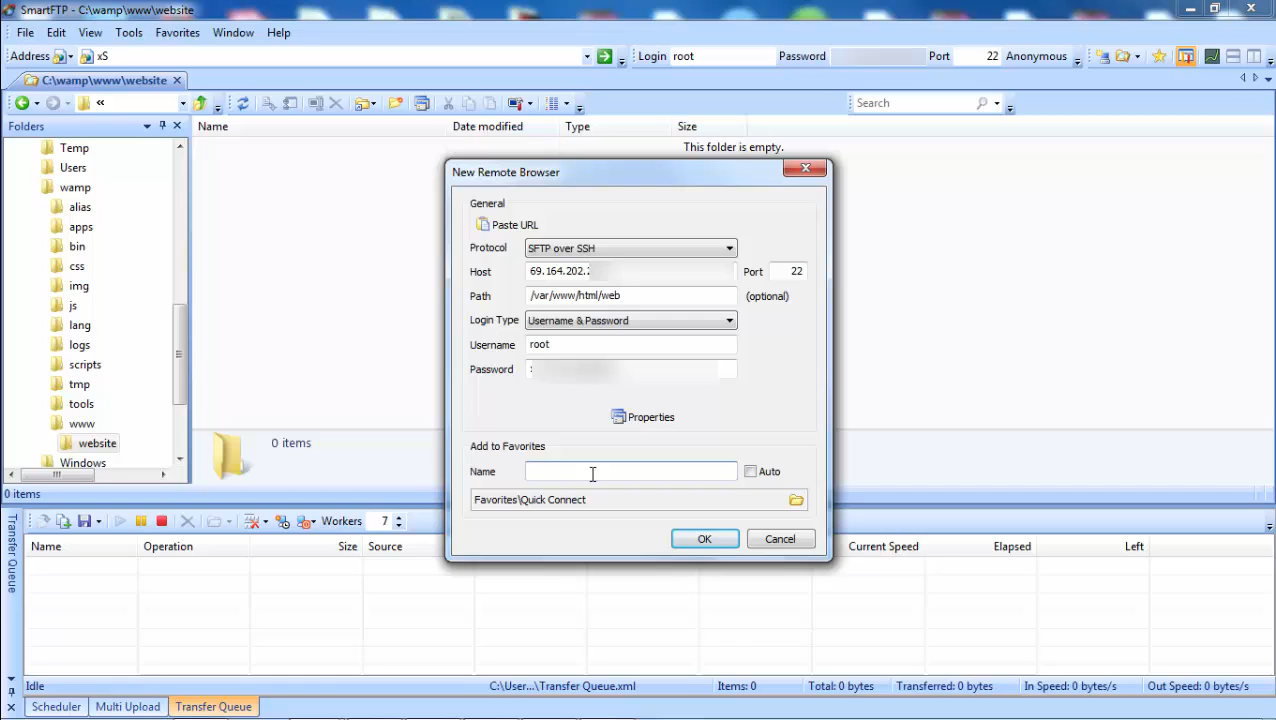 SmartFTP - C:\wamp\www\website
File Edit View Tools Favorites Window Help
Address xS Login root Password Port 22 Anonymous
C:\wamp\www\website
« Search
Folders Name Date modified Type Size
This folder is empty.
Temp
Users
wamp
alias
apps
bin
css
img
js
lang
logs
scripts
tmp
tools
www
website
Windows
0 items
0 items
New Remote Browser
General
Paste URL
Protocol SFTP over SSH
Host 69.164.202. Port 22
Path /var/www/html/web (optional)
Login Type Username & Password
Username root
Password
Properties
Add to Favorites
Name Auto
Favorites\Quick Connect
OK Cancel
Transfer Queue
Workers 7
Name Operation Size Source Current Speed Elapsed Left
Idle C:\User...\Transfer Queue.xml Items: 0 Total: 0 bytes Transferred: 0 bytes In Speed: 0 bytes/s Out Speed: 0 bytes/s
Scheduler Multi Upload Transfer Queue